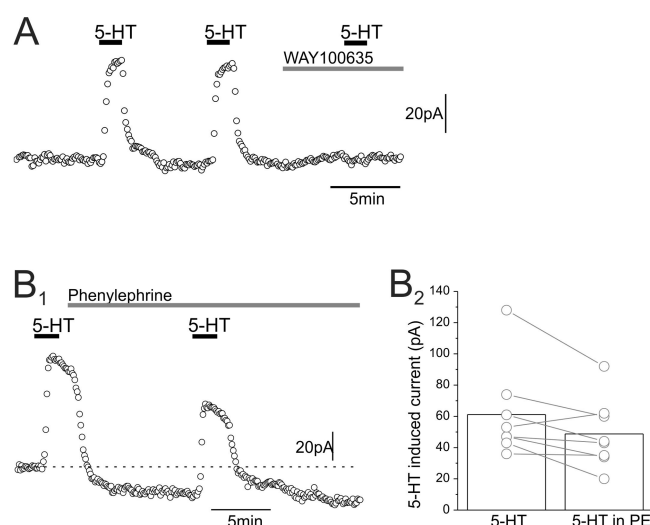 A
5-HT 5-HT 5-HT
WAY100635
20pA
5min
B1
Phenylephrine
5-HT 5-HT
20pA
5min
B2
5-HT induced current (pA)
140
120
100
80
60
40
20
0
5-HT 5-HT in PE